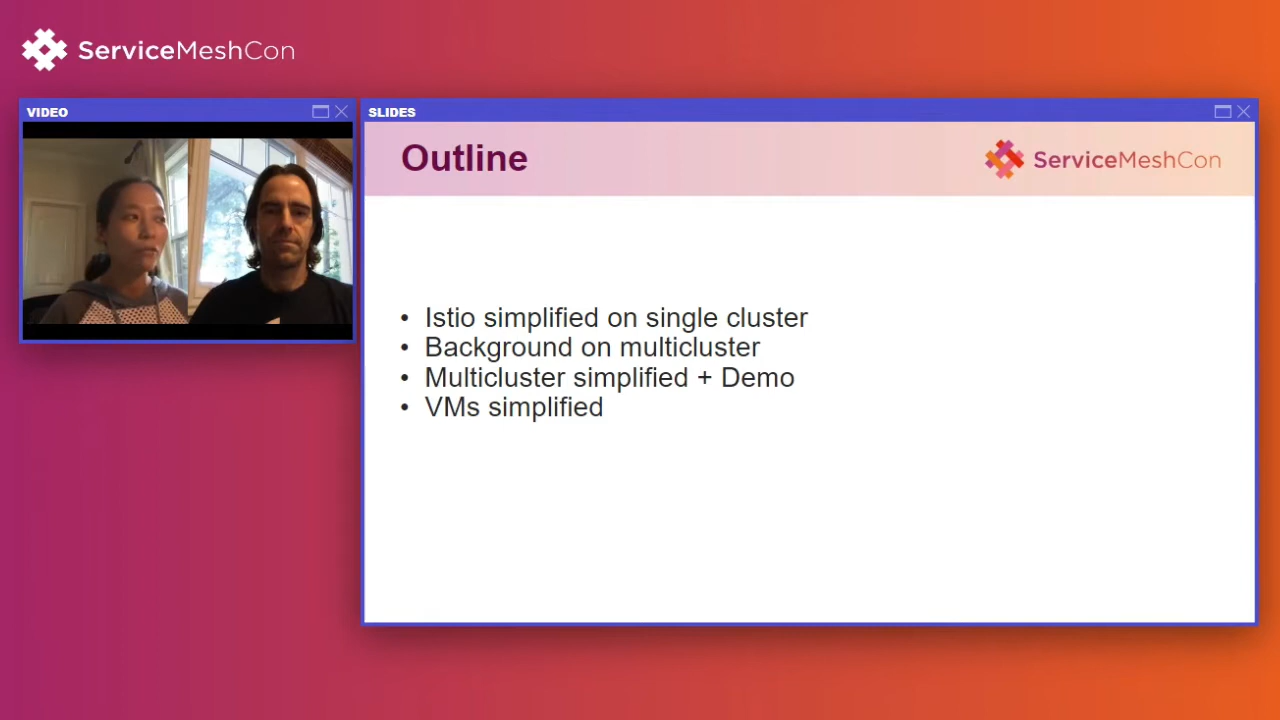 ServiceMeshCon
VIDEO
SLIDES
Outline
ServiceMeshCon
• Istio simplified on single cluster
• Background on multicluster
• Multicluster simplified + Demo
• VMs simplified